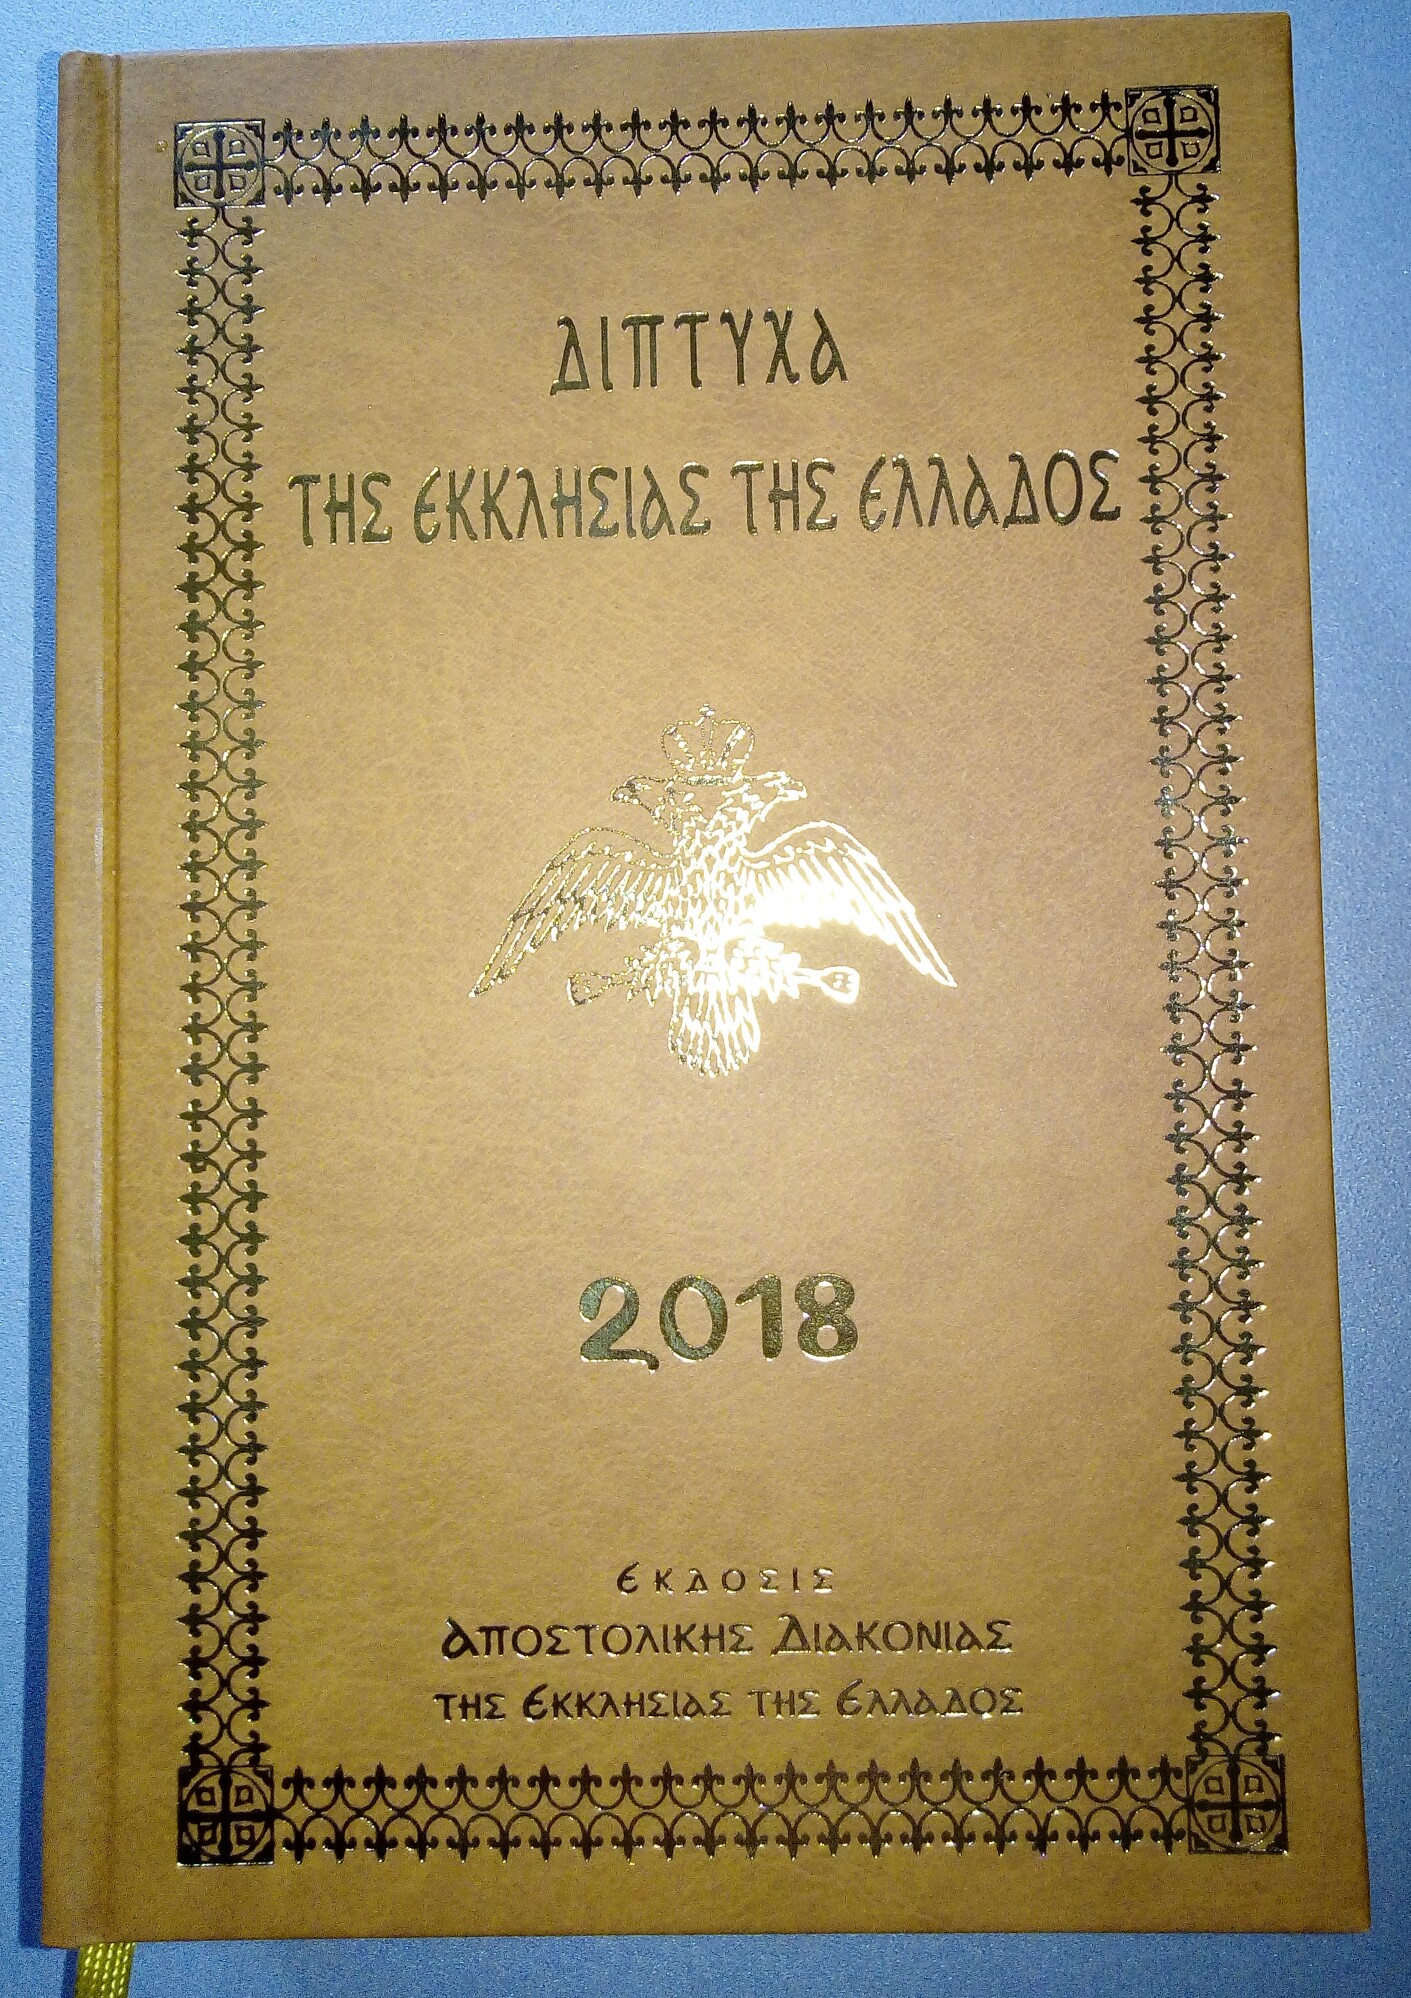 ΔΙΠΤΥΧΑ
ΤΗΣ ΕΚΚΛΗΣΙΑΣ ΤΗΣ ΕΛΛΑΔΟΣ
2018
ΕΚΔΟΣΙΣ
ΑΠΟΣΤΟΛΙΚΗΣ ΔΙΑΚΟΝΙΑΣ
ΤΗΣ ΕΚΚΛΗΣΙΑΣ ΤΗΣ ΕΛΛΑΔΟΣ